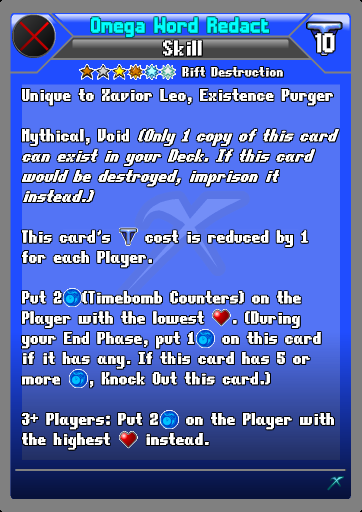 Omega Word Redact
Skill
10
Rift Destruction
Unique to Xavior Leo, Existence Purger
Mythical, Void (Only 1 copy of this card
can exist in your Deck. If this card
would be destroyed, imprison it
instead.)
This card's cost is reduced by 1
for each Player.
Put 2 (Timebomb Counters) on the
Player with the lowest . (During
your End Phase, put 1 on this card
if it has any. If this card has 5 or
more , Knock Out this card.)
3+ Players: Put 2 on the Player with
the highest instead.